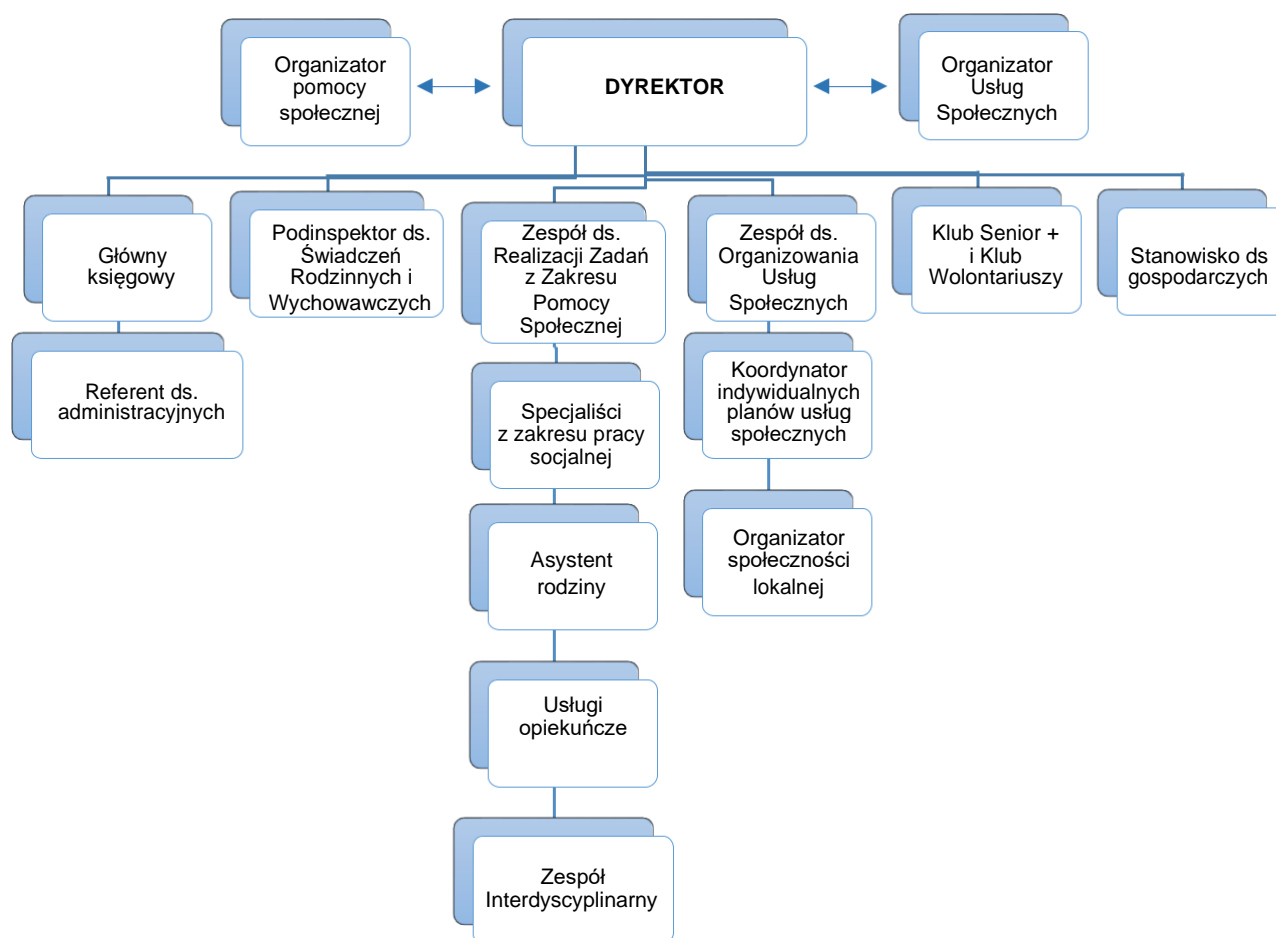 Organizator
pomocy
społecznej
DYREKTOR
Organizator
Usług
Społecznych
Główny
księgowy
Podinspektor ds.
Świadczeń
Rodzinnych i
Wychowawczych
Zespół ds.
Realizacji Zadań
z Zakresu
Pomocy
Społecznej
Zespół ds.
Organizowania
Usług
Społecznych
Klub Senior +
i Klub
Wolontariuszy
Stanowisko ds
gospodarczych
Referent ds.
administracyjnych
Specjaliści
z zakresu pracy
socjalnej
Koordynator
indywidualnych
planów usług
społecznych
Asystent
rodziny
Organizator
społeczności
lokalnej
Usługi
opiekuńcze
Zespół
Interdyscyplinarny